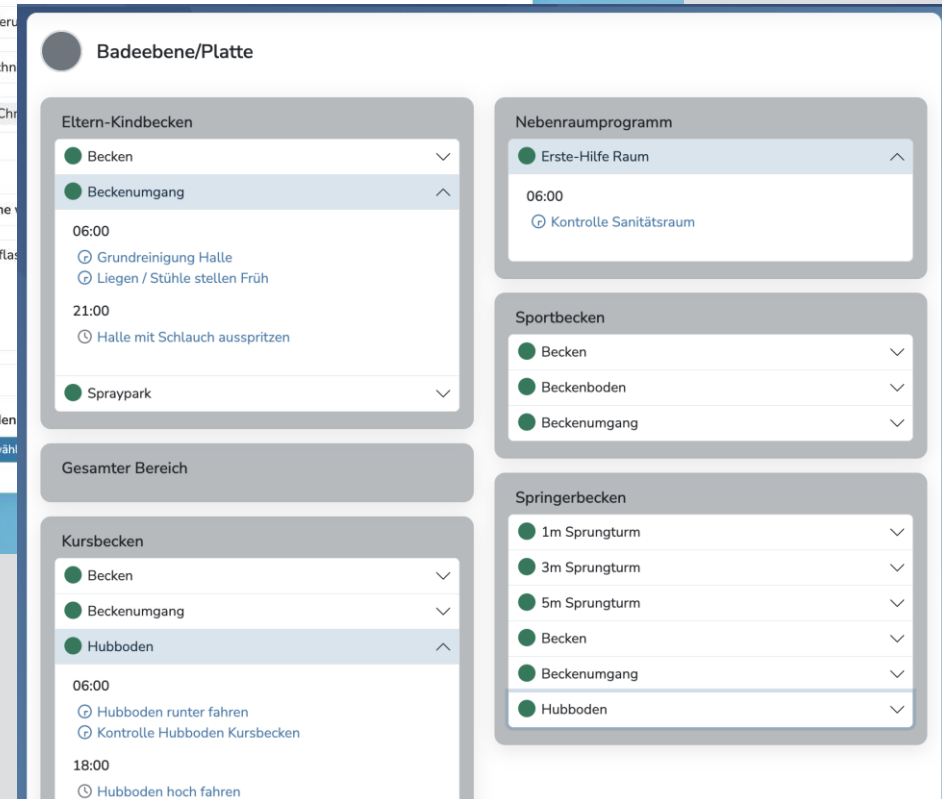 Badeebene/Platte
Eltern-Kindbecken
Becken
Beckenumgang
06:00
Grundreinigung Halle
Liegen / Stühle stellen Früh
21:00
Halle mit Schlauch ausspritzen
Spraypark
Gesamter Bereich
Kursbecken
Becken
Beckenumgang
Hubboden
06:00
Hubboden runter fahren
Kontrolle Hubboden Kursbecken
18:00
Hubboden hoch fahren
Nebenraumprogramm
Erste-Hilfe Raum
06:00
Kontrolle Sanitätsraum
Sportbecken
Becken
Beckenboden
Beckenumgang
Springerbecken
1m Sprungturm
3m Sprungturm
5m Sprungturm
Becken
Beckenumgang
Hubboden